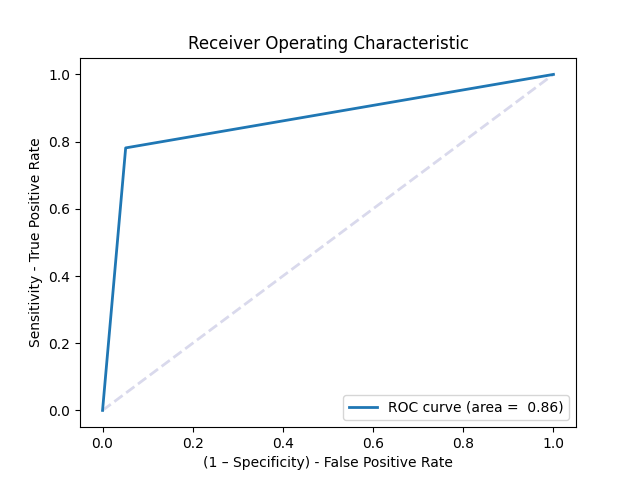 Receiver Operating Characteristic
1.0
0.8
0.6
0.4
0.2
0.0
Sensitivity - True Positive Rate
ROC curve (area =  0.86)
0.0 0.2 0.4 0.6 0.8 1.0
(1 – Specificity) - False Positive Rate